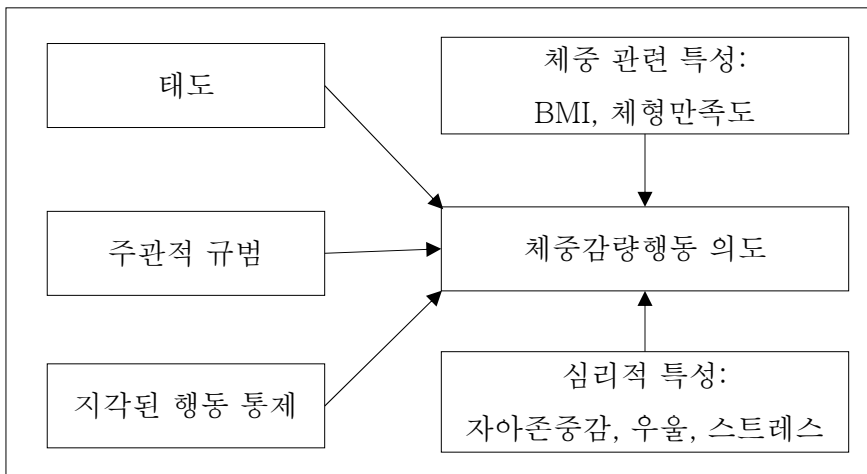 태도
주관적 규범
지각된 행동 통제
체중 관련 특성:
BMI, 체형만족도
체중감량행동 의도
심리적 특성:
자아존중감, 우울, 스트레스